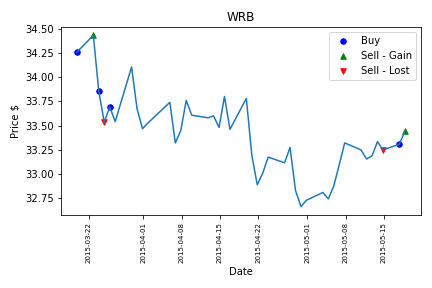 WRB
34.50
34.25
34.00
33.75
33.50
33.25
33.00
32.75
Price $
Buy
Sell - Gain
Sell - Lost
2015-03-22
2015-04-01
2015-04-08
2015-04-15
2015-04-22
2015-05-01
2015-05-08
2015-05-15
Date